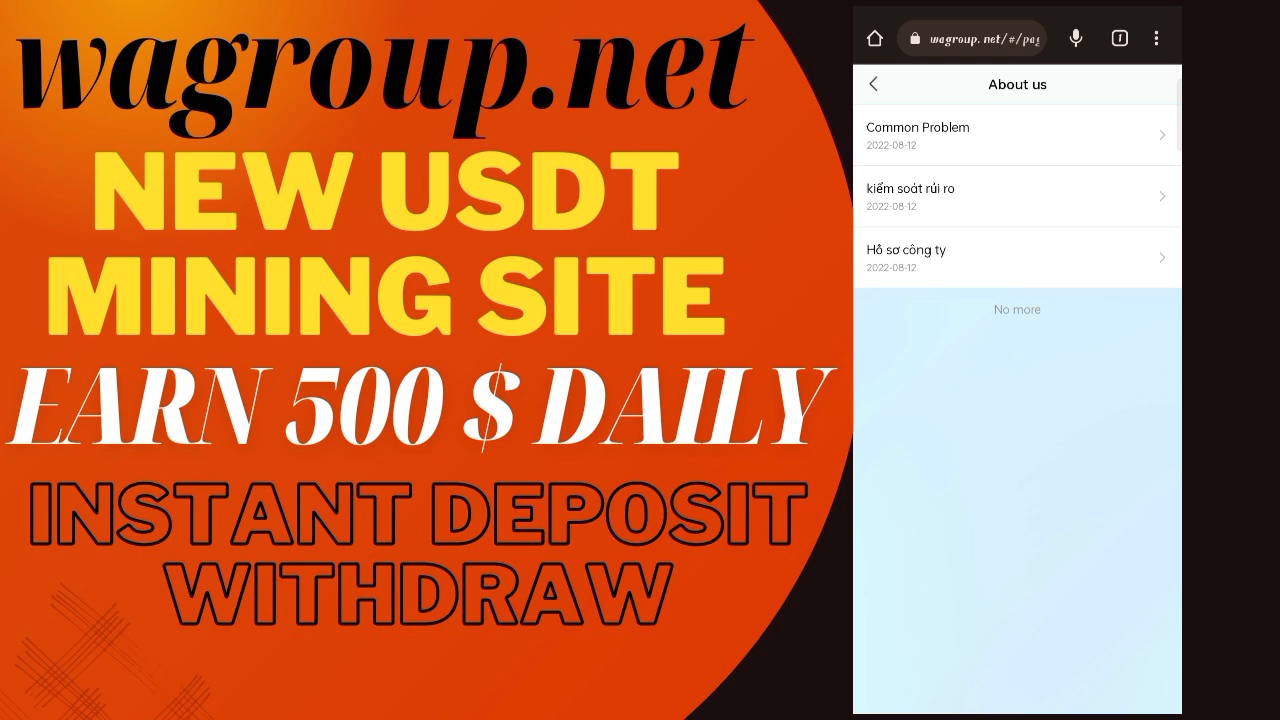 wagroup.net
NEW USDT
MINING SITE
EARN 500 $ DAILY
INSTANT DEPOSIT
WITHDRAW
wagroup.net/#/pag
1
About us
Common Problem
2022-08-12
kiểm soát rủi ro
2022-08-12
Hồ sơ công ty
2022-08-12
No more